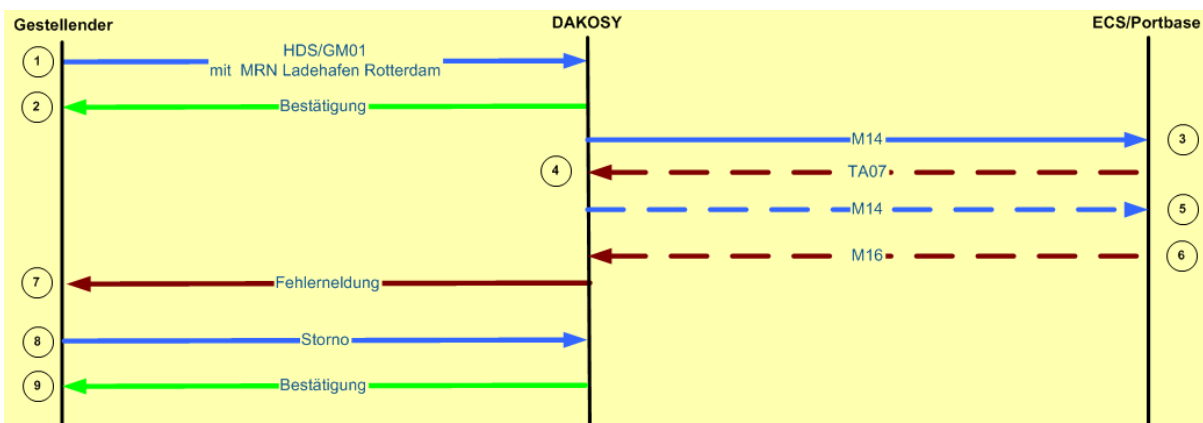 Gestellender
DAKOSY
ECS/Portbase
1
HDS/GM01
mit MRN Ladehafen Rotterdam
2
Bestätigung
M14
3
4
TA07
M14
5
M16
6
7
Fehlerneldung
8
Storno
9
Bestätigung